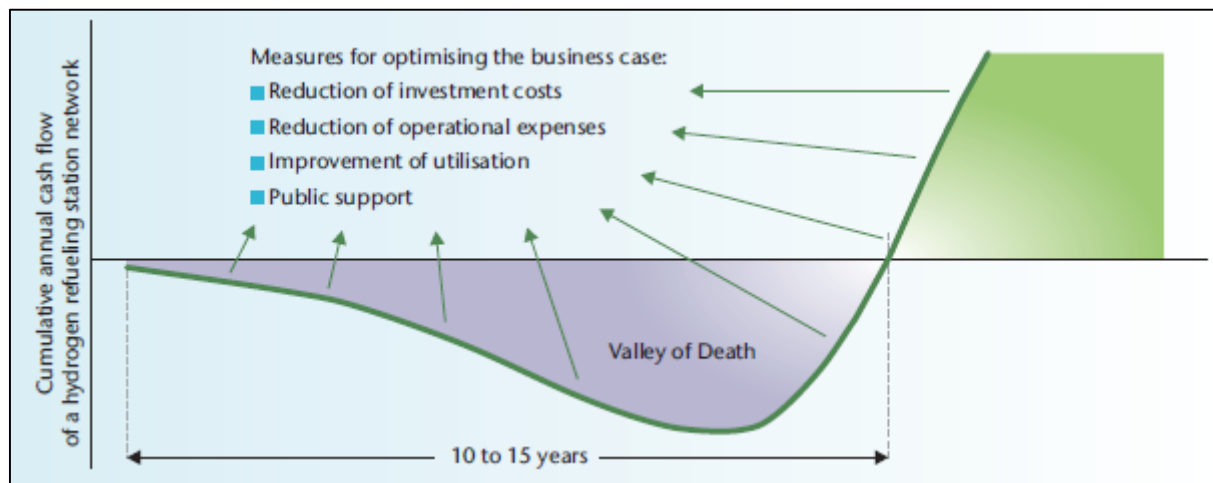 Measures for optimising the business case:
Reduction of investment costs
Reduction of operational expenses
Improvement of utilisation
Public support
Cumulative annual cash flow
of a hydrogen refueling station network
Valley of Death
10 to 15 years